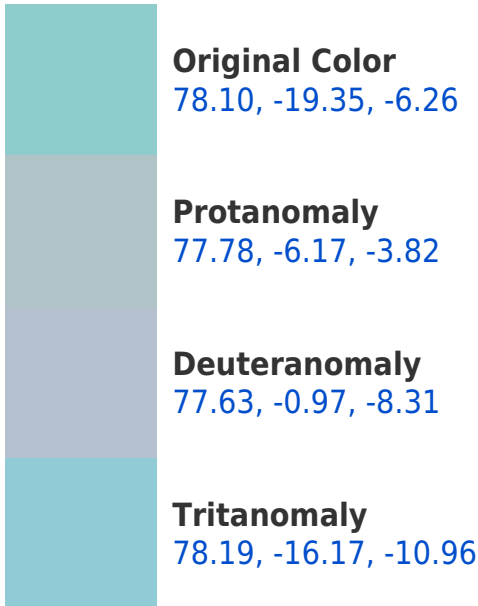 Original Color
78.10, -19.35, -6.26
Protanomaly
77.78, -6.17, -3.82
Deuteranomaly
77.63, -0.97, -8.31
Tritanomaly
78.19, -16.17, -10.96